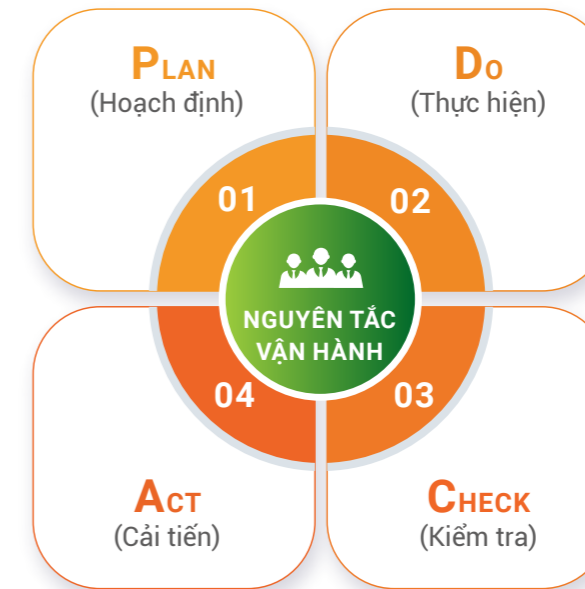 PLAN
(Hoạch định)
DO
(Thực hiện)
01
02
NGUYÊN TẮC
VẬN HÀNH
04
03
ACT
(Cải tiến)
CHECK
(Kiểm tra)